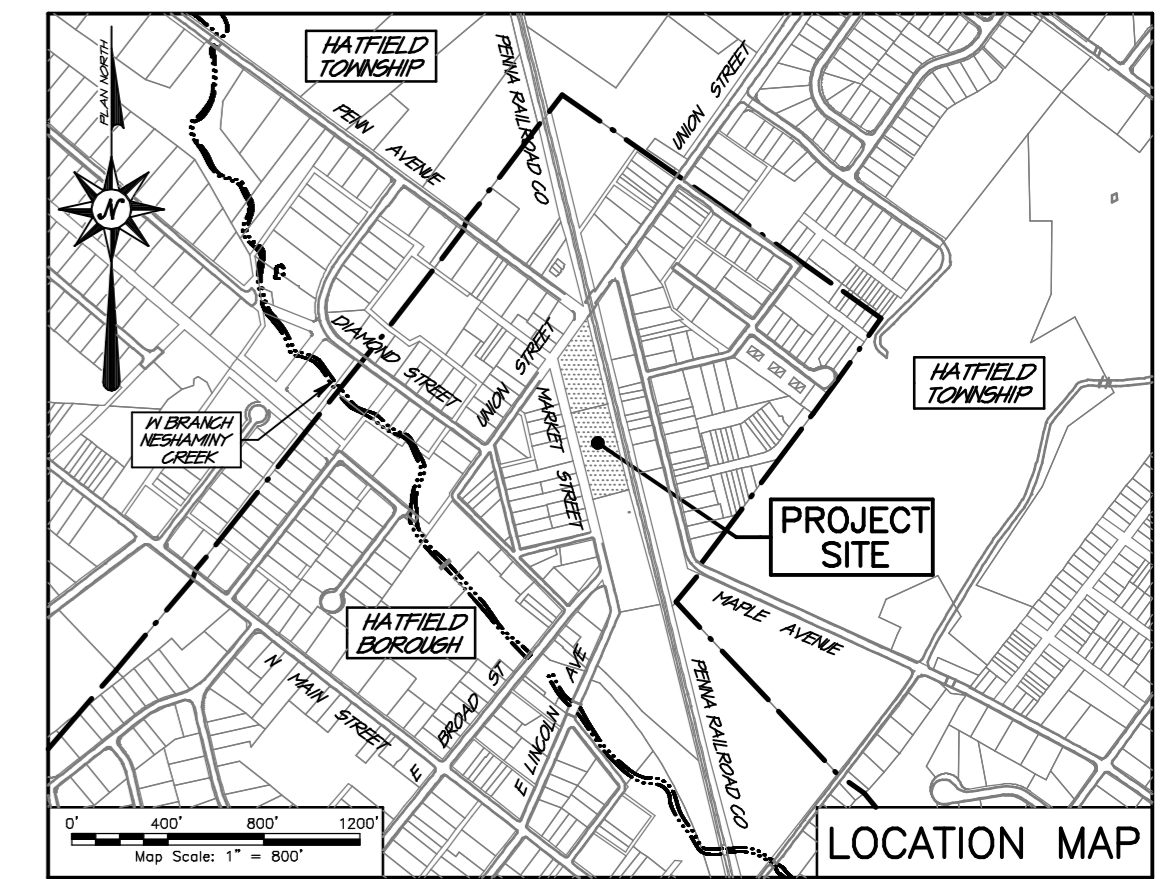 HATFIELD
TOWNSHIP
PLAN NORTH
N
PENN AVENUE
PENNA RAILROAD CO
UNION STREET
DIAMOND STREET
UNION STREET
MARKET STREET
HATFIELD
TOWNSHIP
W BRANCH
NESHAMINY
CREEK
PROJECT
SITE
HATFIELD
BOROUGH
MAPLE AVENUE
N MAIN STREET
E BROAD ST
E LINCOLN AVE
PENNA RAILROAD CO
0' 400' 800' 1200'
Map Scale: 1" = 800'
LOCATION MAP